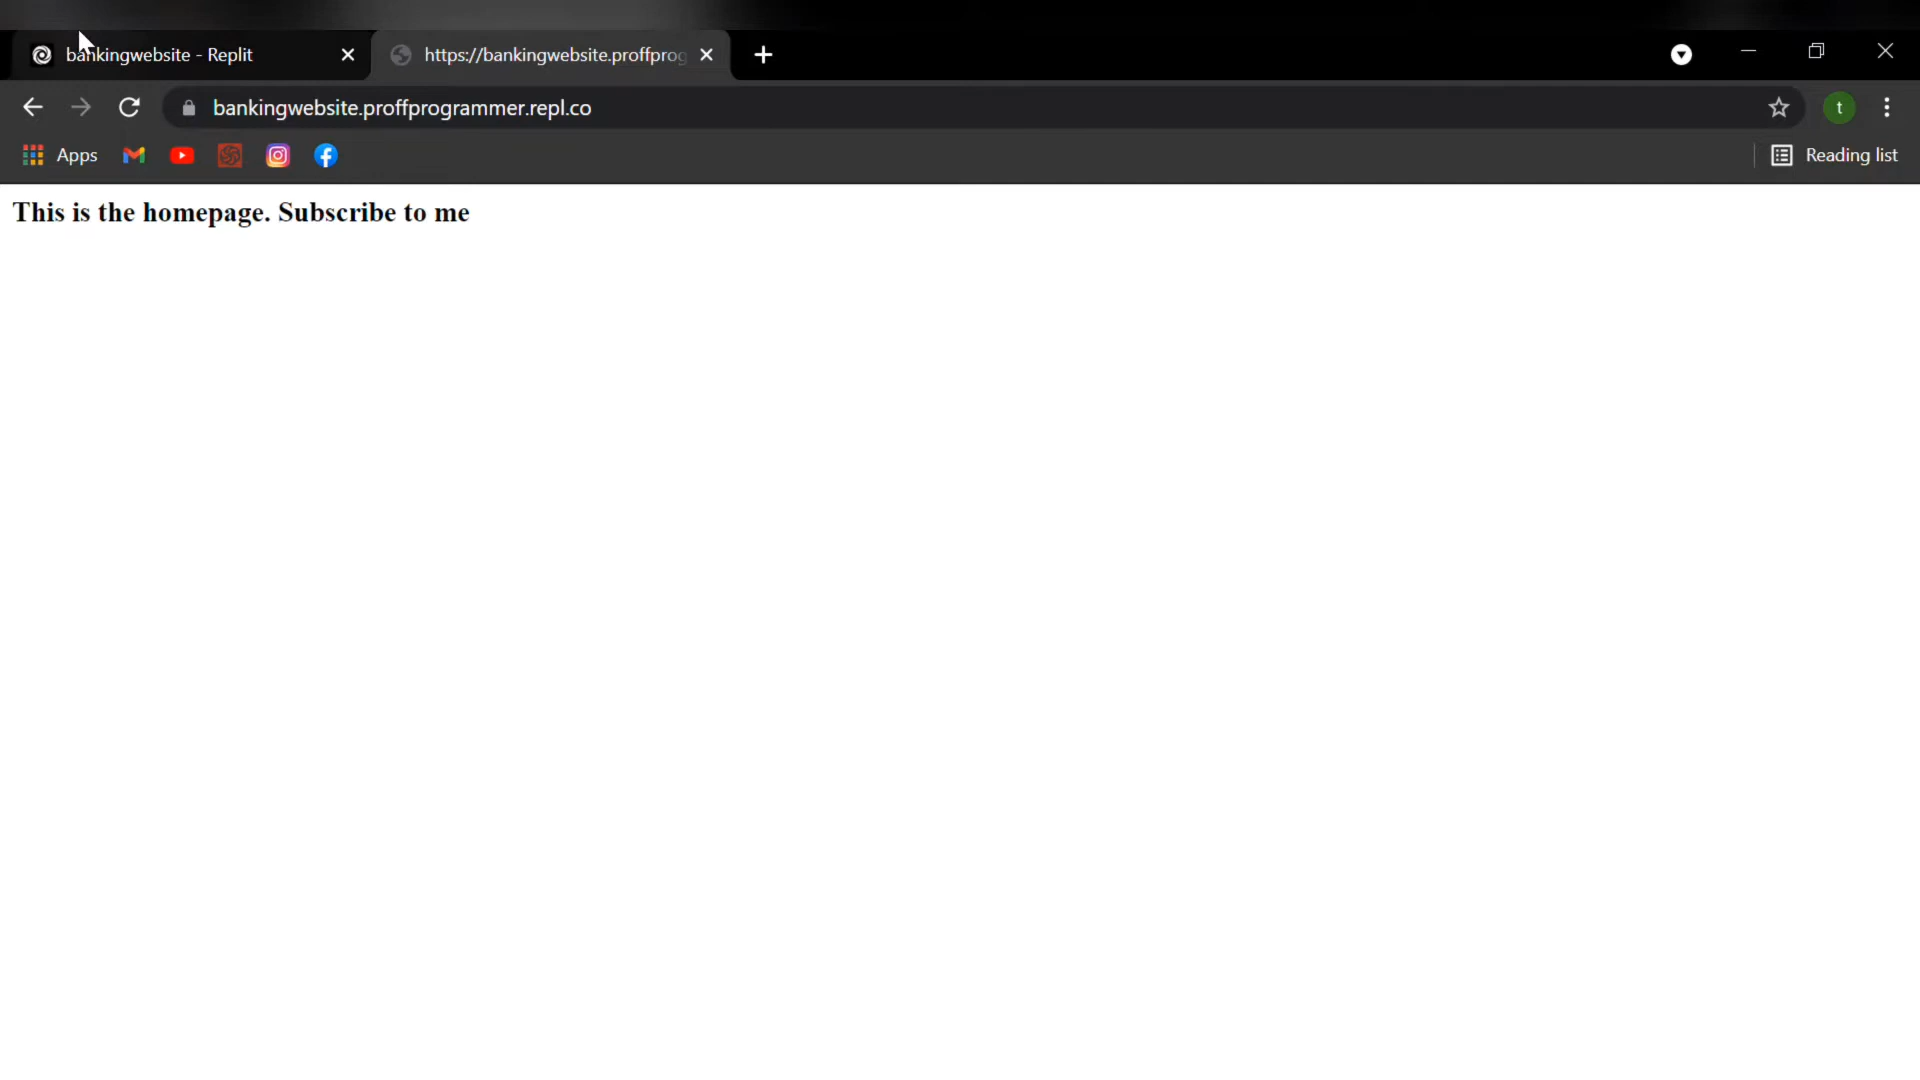 bankingwebsite - Replit
https://bankingwebsite.proffprog
bankingwebsite.proffprogrammer.repl.co
t
Apps
Reading list
This is the homepage. Subscribe to me